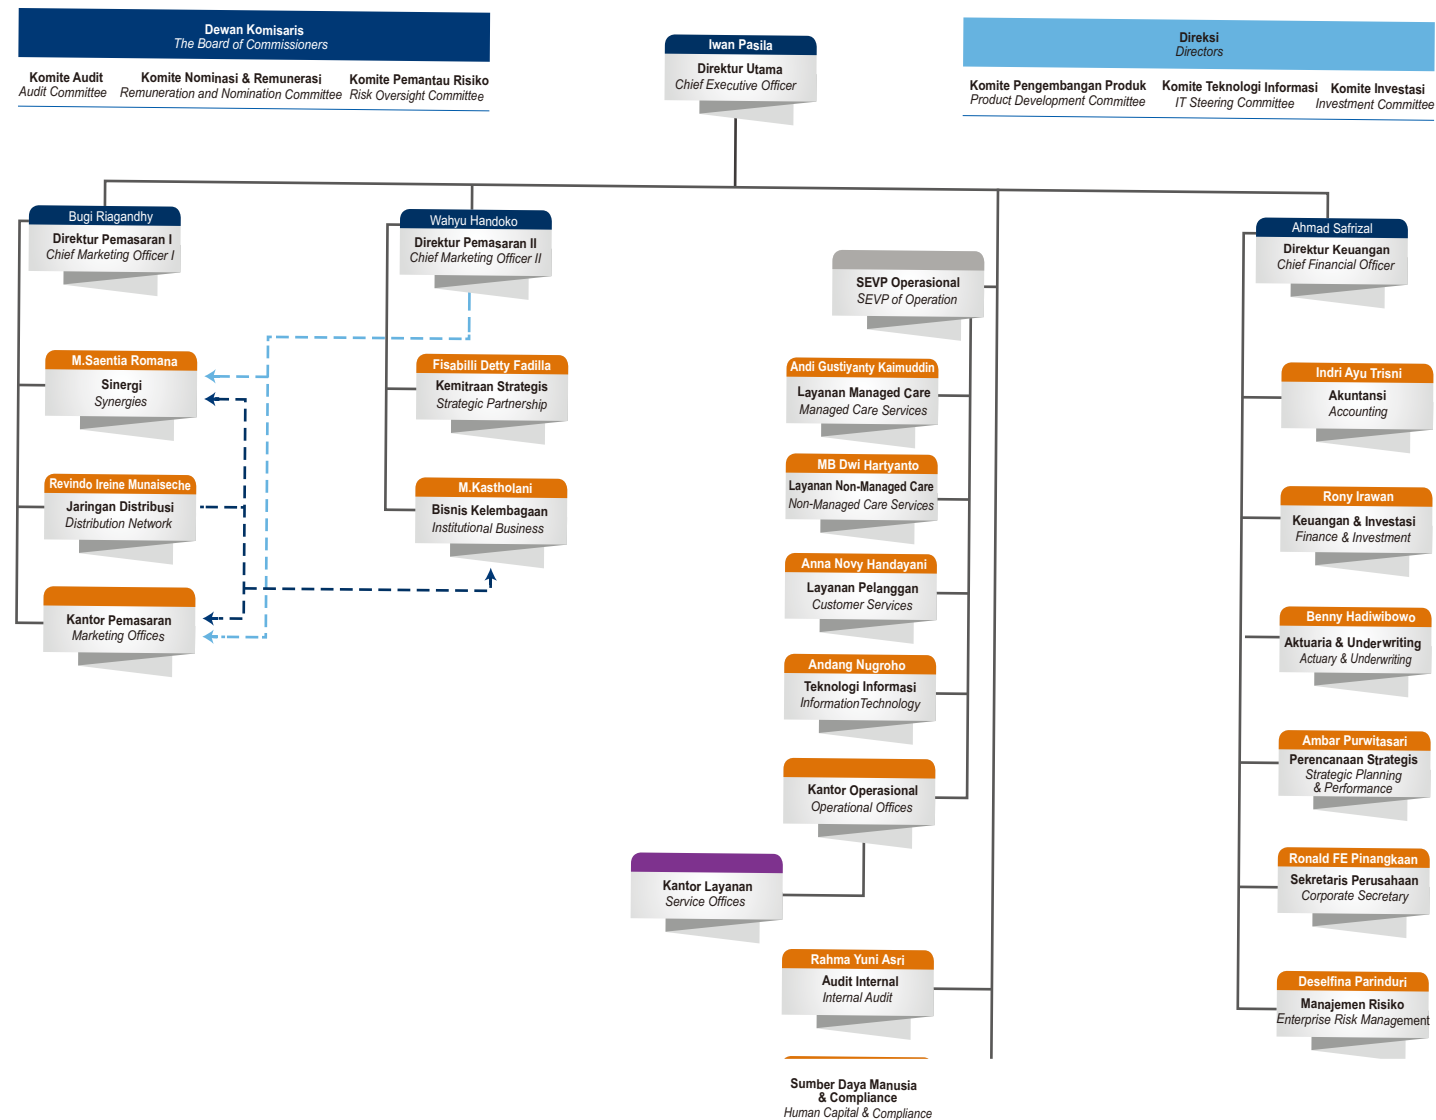 Dewan Komisaris
The Board of Commissioners
Komite Audit
Audit Committee
Komite Nominasi & Remunerasi
Remuneration and Nomination Committee
Komite Pemantau Risiko
Risk Oversight Committee
Iwan Pasila
Direktur Utama
Chief Executive Officer
Direksi
Directors
Komite Pengembangan Produk
Product Development Committee
Komite Teknologi Informasi
IT Steering Committee
Komite Investasi
Investment Committee
Bugi Riagandhy
Direktur Pemasaran I
Chief Marketing Officer I
M.Saentia Romana
Sinergi
Synergies
Revindo Ireine Munaiseche
Jaringan Distribusi
Distribution Network
Kantor Pemasaran
Marketing Offices
Wahyu Handoko
Direktur Pemasaran II
Chief Marketing Officer II
Fisabilli Detty Fadilla
Kemitraan Strategis
Strategic Partnership
M.Kastholani
Bisnis Kelembagaan
Institutional Business
SEVP Operasional
SEVP of Operation
Andi Gustiyanty Kaimuddin
Layanan Managed Care
Managed Care Services
MB Dwi Hartyanto
Layanan Non-Managed Care
Non-Managed Care Services
Anna Novy Handayani
Layanan Pelanggan
Customer Services
Andang Nugroho
Teknologi Informasi
InformationTechnology
Kantor Operasional
Operational Offices
Kantor Layanan
Service Offices
Rahma Yuni Asri
Audit Internal
Internal Audit
Sumber Daya Manusia
& Compliance
Human Capital & Compliance
Ahmad Safrizal
Direktur Keuangan
Chief Financial Officer
Indri Ayu Trisni
Akuntansi
Accounting
Rony Irawan
Keuangan & Investasi
Finance & Investment
Benny Hadiwibowo
Aktuaria & Underwriting
Actuary & Underwriting
Ambar Purwitasari
Perencanaan Strategis
Strategic Planning
& Performance
Ronald FE Pinangkaan
Sekretaris Perusahaan
Corporate Secretary
Deselfina Parinduri
Manajemen Risiko
Enterprise Risk Management